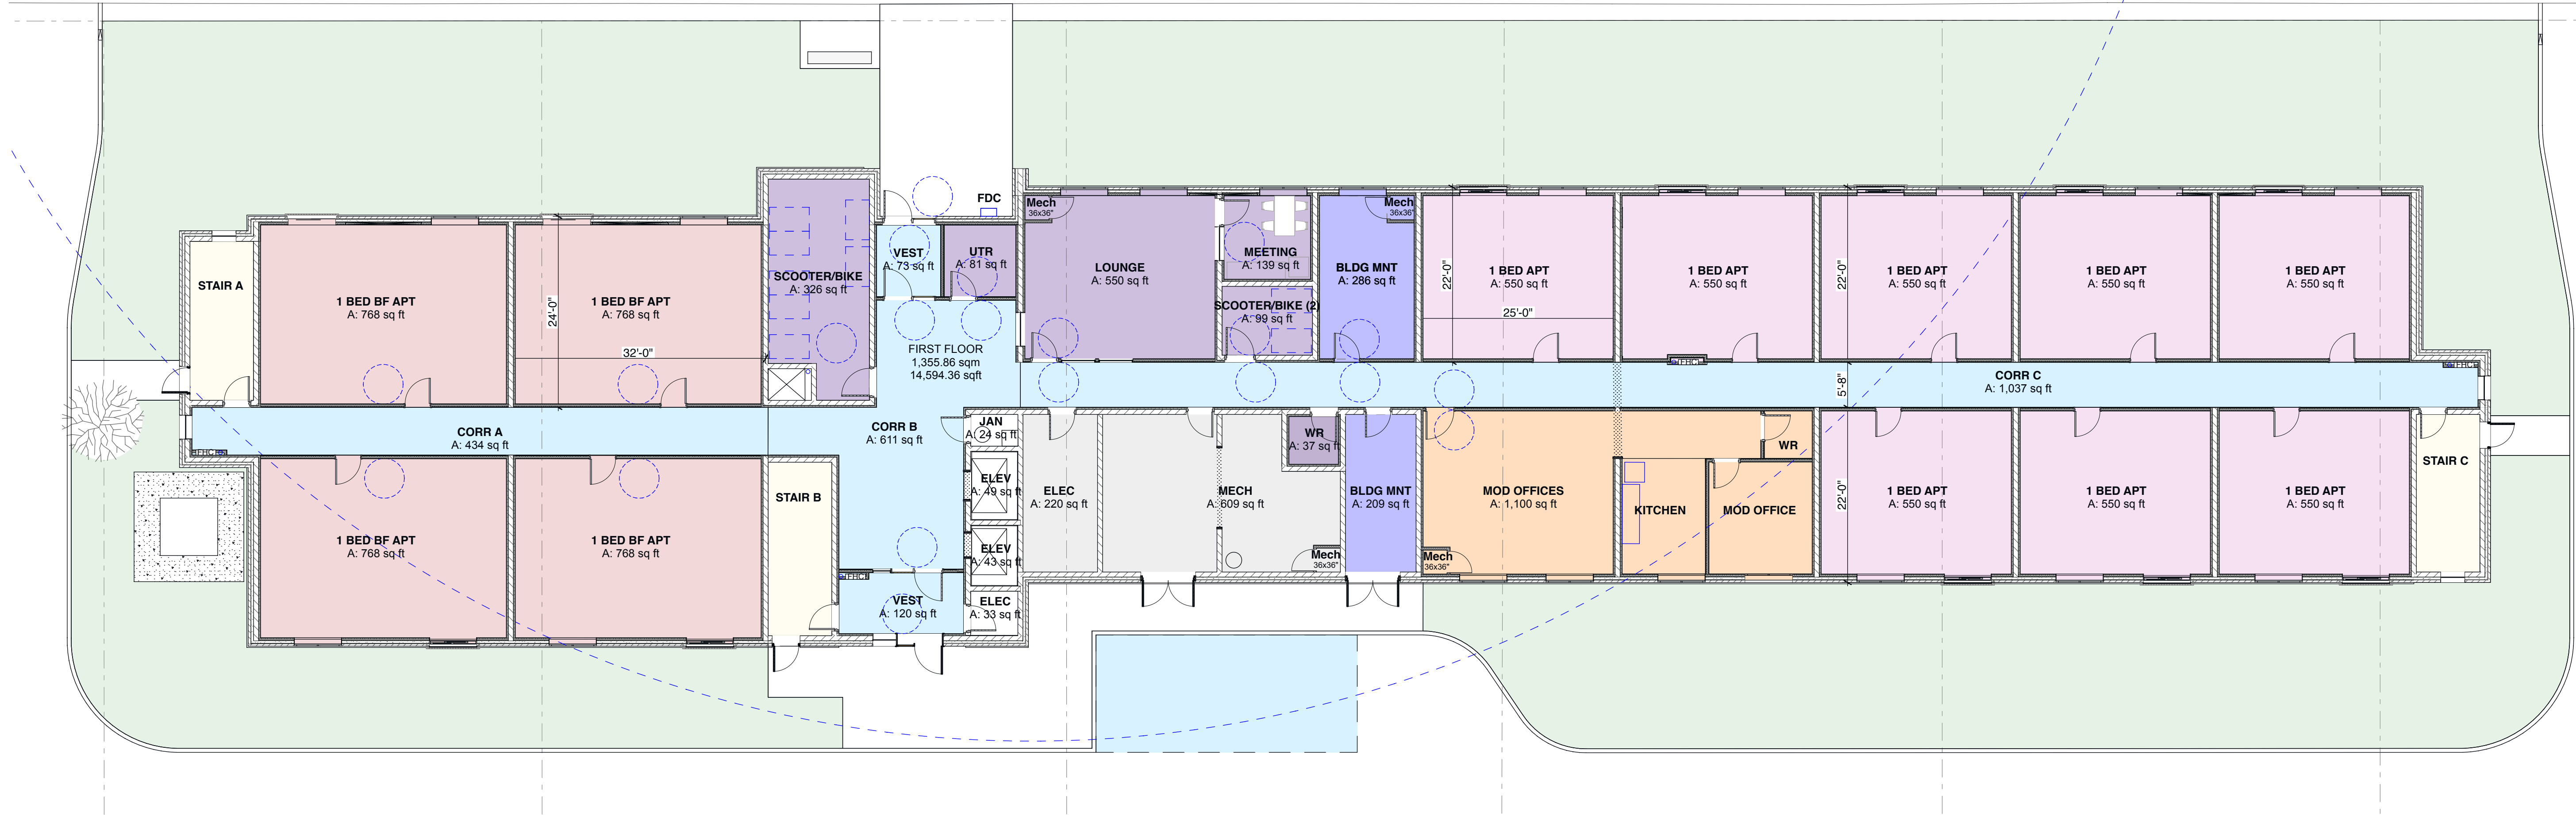 FDC
Mech
36x36"
Mech
36x36"
VEST
A: 73 sq ft
UTR
A: 81 sq ft
MEETING
A: 139 sq ft
LOUNGE
A: 550 sq ft
BLDG MNT
A: 286 sq ft
22'-0"
1 BED APT
A: 550 sq ft
1 BED APT
A: 550 sq ft
22'-0"
1 BED APT
A: 550 sq ft
1 BED APT
A: 550 sq ft
1 BED APT
A: 550 sq ft
SCOOTER/BIKE
A: 326 sq ft
STAIR A
1 BED BF APT
A: 768 sq ft
24'-0"
1 BED BF APT
A: 768 sq ft
SCOOTER/BIKE (2)
A: 99 sq ft
25'-0"
32'-0"
FIRST FLOOR
1,355.86 sqm
14,594.36 sqft
FHC
FHC
CORR C
A: 1,037 sq ft
5'-8"
CORR A
A: 434 sq ft
CORR B
A: 611 sq ft
JAN
A: 24 sq ft
WR
A: 37 sq ft
WR
FHC
STAIR C
ELEV
A: 49 sq ft
ELEC
A: 220 sq ft
MECH
A: 609 sq ft
BLDG MNT
A: 209 sq ft
MOD OFFICES
A: 1,100 sq ft
KITCHEN
MOD OFFICE
22'-0"
1 BED APT
A: 550 sq ft
1 BED APT
A: 550 sq ft
1 BED APT
A: 550 sq ft
STAIR B
1 BED BF APT
A: 768 sq ft
1 BED BF APT
A: 768 sq ft
ELEV
A: 43 sq ft
Mech
36x36"
Mech
36x36"
FHC
VEST
A: 120 sq ft
ELEC
A: 33 sq ft